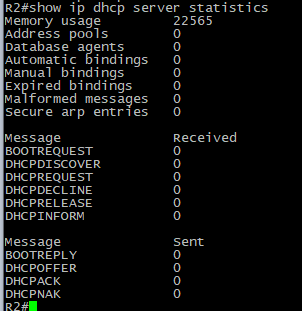 R2#show ip dhcp server statistics
Memory usage 22565
Address pools 0
Database agents 0
Automatic bindings 0
Manual bindings 0
Expired bindings 0
Malformed messages 0
Secure arp entries 0
Message Received
BOOTREQUEST 0
DHCPDISCOVER 0
DHCPREQUEST 0
DHCPDECLINE 0
DHCPRELEASE 0
DHCPINFORM 0
Message Sent
BOOTREPLY 0
DHCPOFFER 0
DHCPACK 0
DHCPNAK 0
R2#